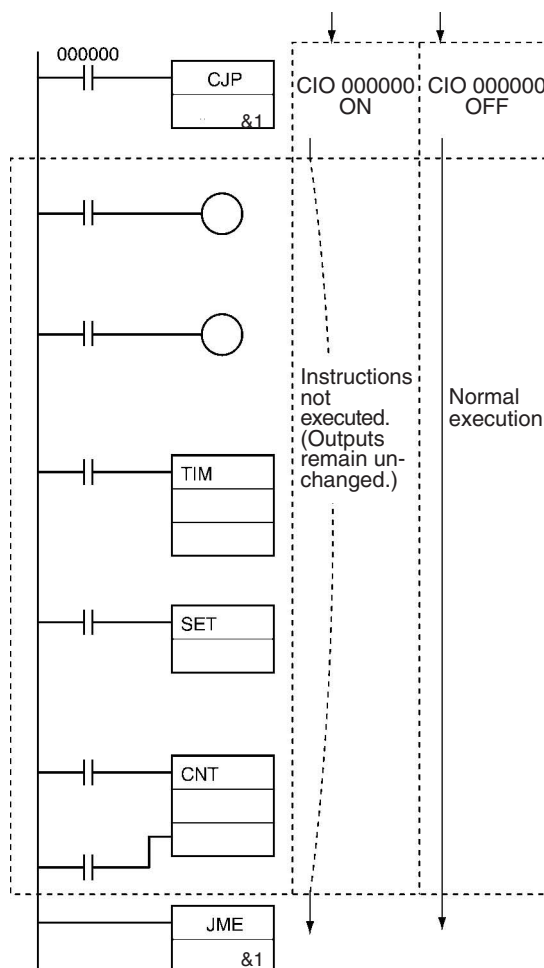 000000
CJP
&1
CIO 000000
ON
CIO 000000
OFF
Instructions
not
executed.
(Outputs
remain un-
changed.)
Normal
execution
TIM
SET
CNT
JME
&1